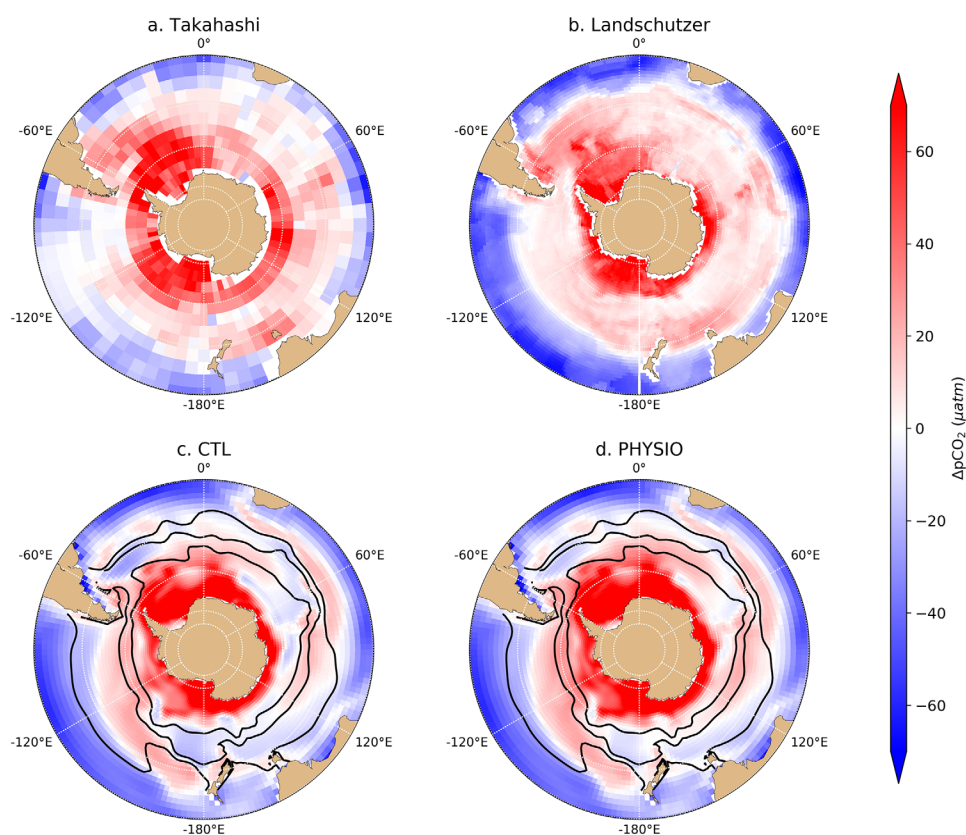 a. Takahashi
b. Landschutzer
0°
0°
-60°E
60°E
-60°E
60°E
-120°E
120°E
-120°E
120°E
-180°E
-180°E
c. CTL
d. PHYSIO
0°
0°
-60°E
60°E
-60°E
60°E
-120°E
120°E
-120°E
120°E
-180°E
-180°E
60
40
20
0
−20
−40
−60
ΔpCO₂ (μatm)